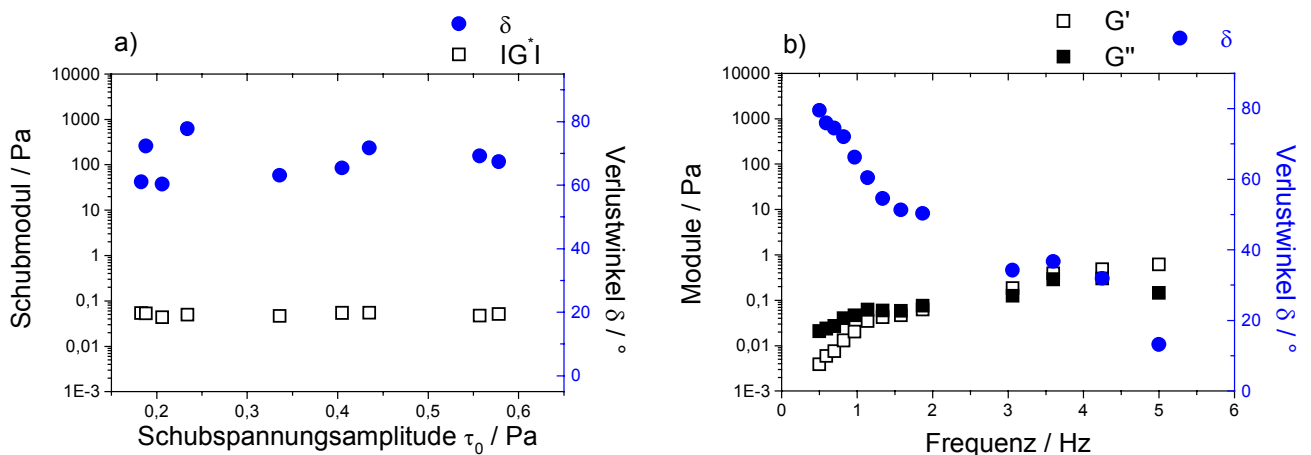 a)
δ
IG*I
10000
1000
100
10
1
0,1
0,01
1E-3
Schubmodul / Pa
0,2 0,3 0,4 0,5 0,6
Schubspannungsamplitude τ0 / Pa
80
60
40
20
0
Verlustwinkel δ / °
b)
G'
G''
δ
10000
1000
100
10
1
0,1
0,01
1E-3
Module / Pa
0 1 2 3 4 5 6
Frequenz / Hz
80
60
40
20
0
Verlustwinkel δ / °